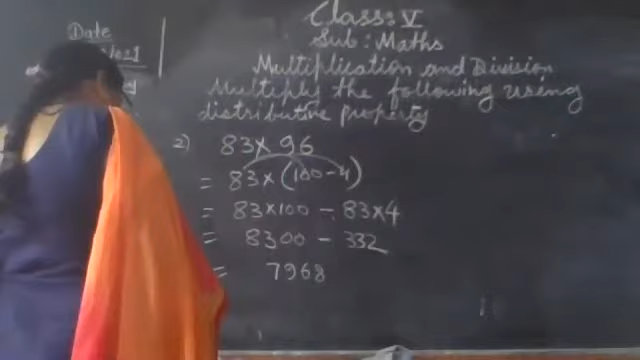 Date
Class: V
Sub: Maths
Multiplication and Division
Multiply the following using
distributive property
2) 83 × 96
= 83 × (100 - 4)
= 83 × 100 - 83 × 4
= 8300 - 332
= 7968